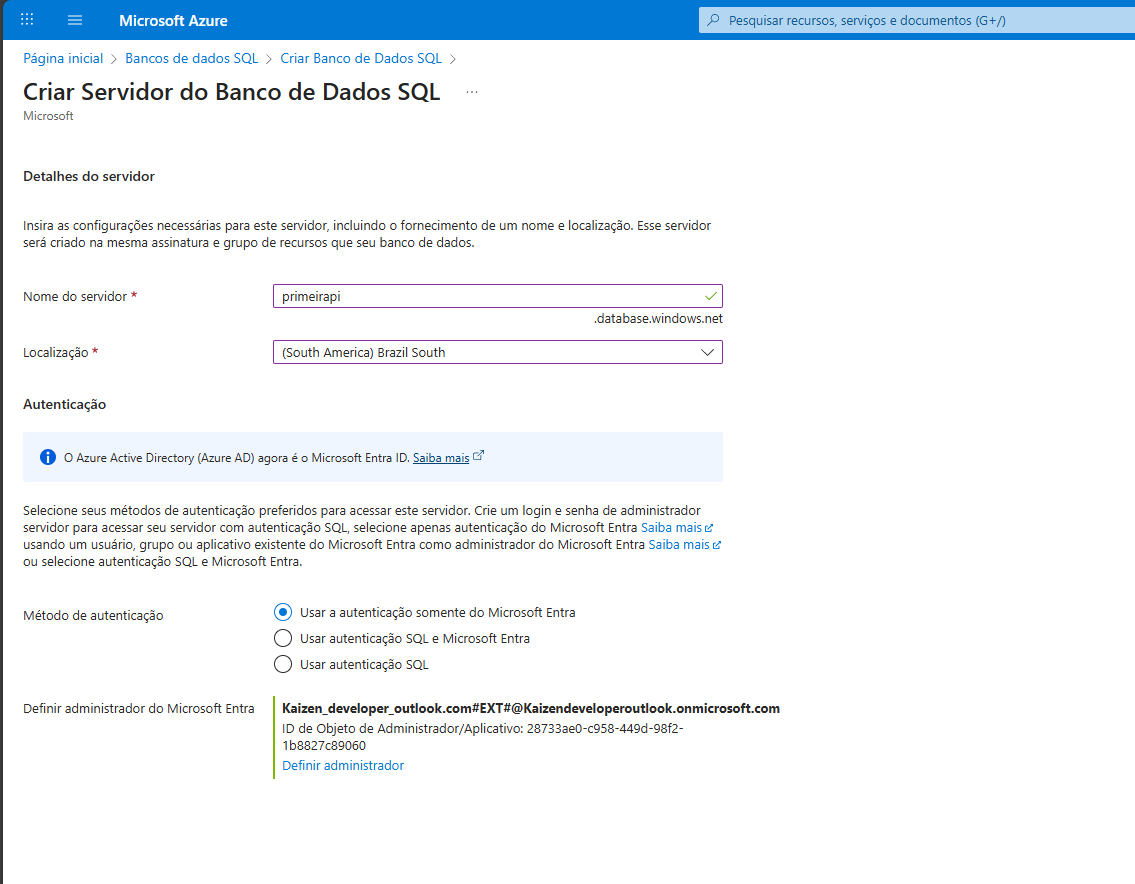 Microsoft Azure
Pesquisar recursos, serviços e documentos (G+/)
Página inicial > Bancos de dados SQL > Criar Banco de Dados SQL >
Criar Servidor do Banco de Dados SQL ...
Microsoft
Detalhes do servidor
Insira as configurações necessárias para este servidor, incluindo o fornecimento de um nome e localização. Esse servidor
será criado na mesma assinatura e grupo de recursos que seu banco de dados.
Nome do servidor *
primeirapi
.database.windows.net
Localização *
(South America) Brazil South
Autenticação
O Azure Active Directory (Azure AD) agora é o Microsoft Entra ID. Saiba mais
Selecione seus métodos de autenticação preferidos para acessar este servidor. Crie um login e senha de administrador
servidor para acessar seu servidor com autenticação SQL, selecione apenas autenticação do Microsoft Entra Saiba mais
usando um usuário, grupo ou aplicativo existente do Microsoft Entra como administrador do Microsoft Entra Saiba mais
ou selecione autenticação SQL e Microsoft Entra.
Método de autenticação
Usar a autenticação somente do Microsoft Entra
Usar autenticação SQL e Microsoft Entra
Usar autenticação SQL
Definir administrador do Microsoft Entra
Kaizen_developer_outlook.com#EXT#@Kaizendeveloperoutlook.onmicrosoft.com
ID de Objeto de Administrador/Aplicativo: 28733ae0-c958-449d-98f2-
1b8827c89060
Definir administrador